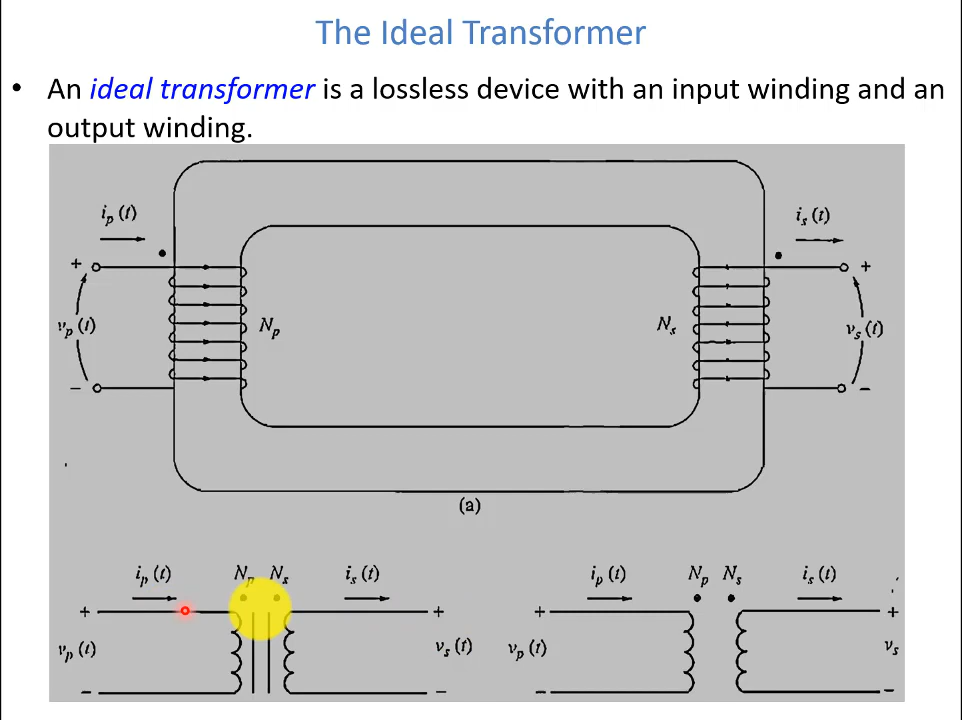 The Ideal Transformer
• An ideal transformer is a lossless device with an input winding and an
output winding.
i_p (t)
i_s (t)
+
+
v_p (t)
N_p
N_s
v_s (t)
−
−
(a)
i_p (t)
N_p
N_s
i_s (t)
i_p (t)
N_p
N_s
i_s (t)
+
+
+
+
v_p (t)
v_s (t)
v_p (t)
v_s
−
−
−
−